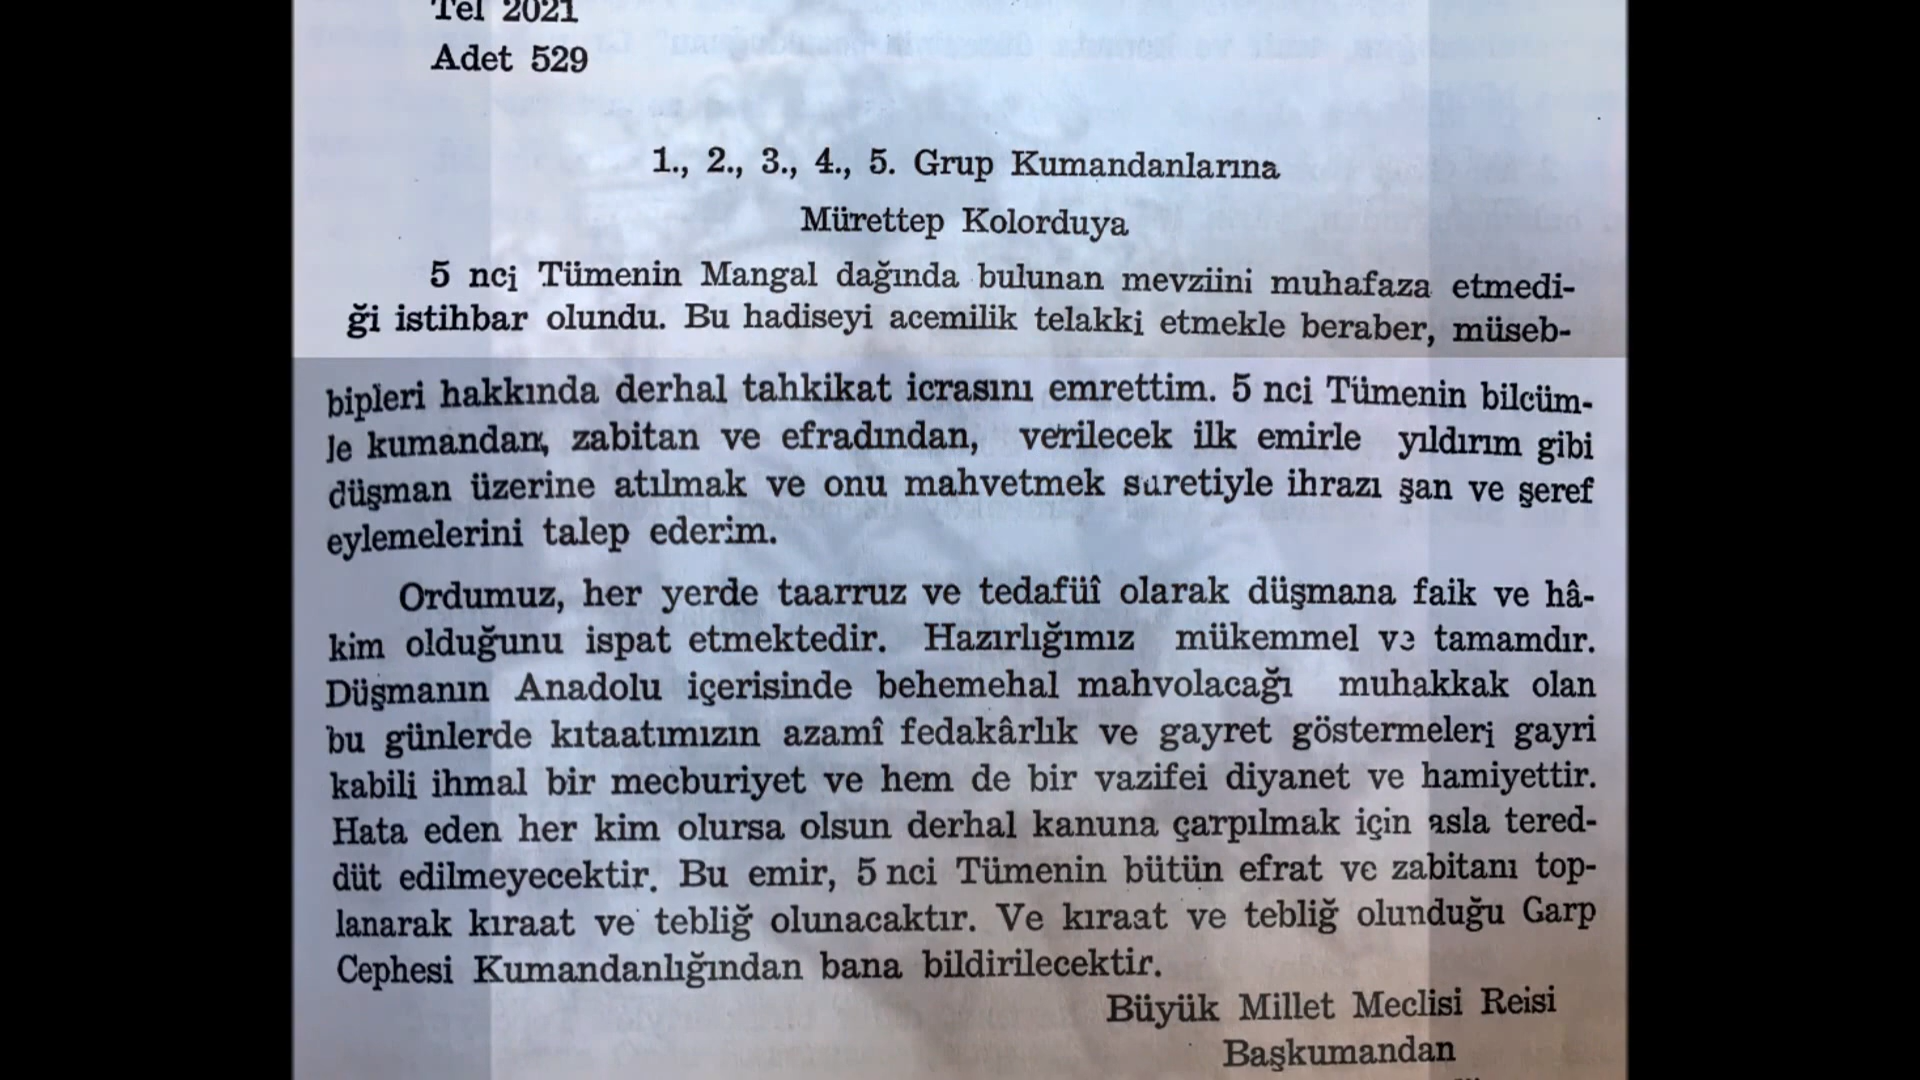 Tel 2021
Adet 529
1., 2., 3., 4., 5. Grup Kumandanlarına
Mürettep Kolorduya
5 nci Tümenin Mangal dağında bulunan mevziini muhafaza etmedi-
ği istihbar olundu. Bu hadiseyi acemilik telakki etmekle beraber, müseb-
bipleri hakkında derhal tahkikat icrasını emrettim. 5 nci Tümenin bilcüm-
le kumandan, zabitan ve efradından, verilecek ilk emirle yıldırım gibi
düşman üzerine atılmak ve onu mahvetmek suretiyle ihrazı şan ve şeref
eylemelerini talep ederim.
Ordumuz, her yerde taarruz ve tedafüî olarak düşmana faik ve hâ-
kim olduğunu ispat etmektedir. Hazırlığımız mükemmel ve tamamdır.
Düşmanın Anadolu içerisinde behemehal mahvolacağı muhakkak olan
bu günlerde kıtaatımızın azamî fedakârlık ve gayret göstermeleri gayri
kabili ihmal bir mecburiyet ve hem de bir vazifei diyanet ve hamiyettir.
Hata eden her kim olursa olsun derhal kanuna çarpılmak için asla tered-
düt edilmeyecektir. Bu emir, 5 nci Tümenin bütün efrat ve zabitanı top-
lanarak kıraat ve tebliğ olunacaktır. Ve kıraat ve tebliğ olunduğu Garp
Cephesi Kumandanlığından bana bildirilecektir.
Büyük Millet Meclisi Reisi
Başkumandan